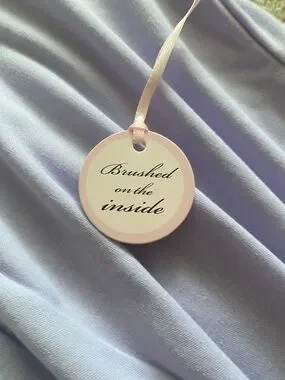 Brushed
on the
inside